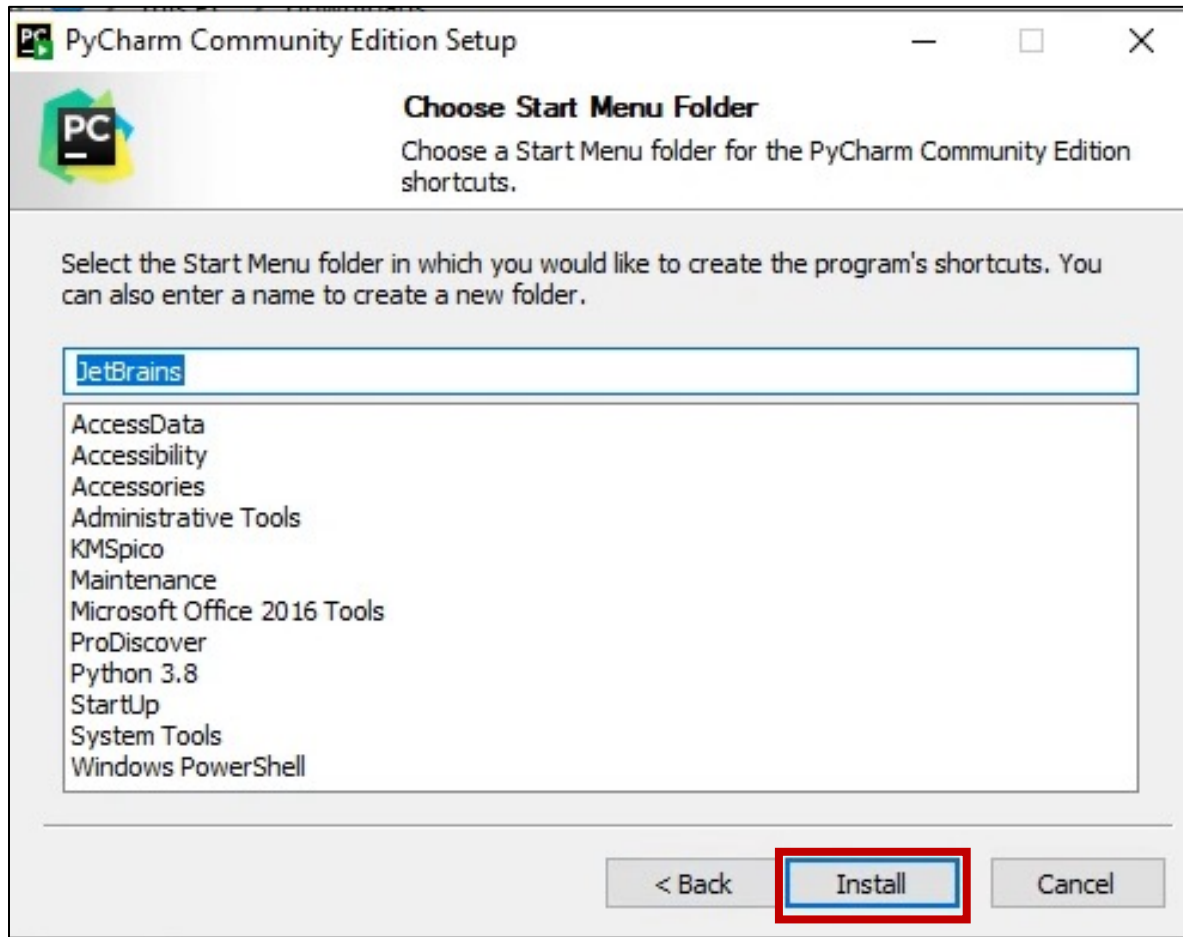 PyCharm Community Edition Setup
PC
Choose Start Menu Folder
Choose a Start Menu folder for the PyCharm Community Edition
shortcuts.
Select the Start Menu folder in which you would like to create the program's shortcuts. You
can also enter a name to create a new folder.
JetBrains
AccessData
Accessibility
Accessories
Administrative Tools
KMSpico
Maintenance
Microsoft Office 2016 Tools
ProDiscover
Python 3.8
StartUp
System Tools
Windows PowerShell
< Back
Install
Cancel